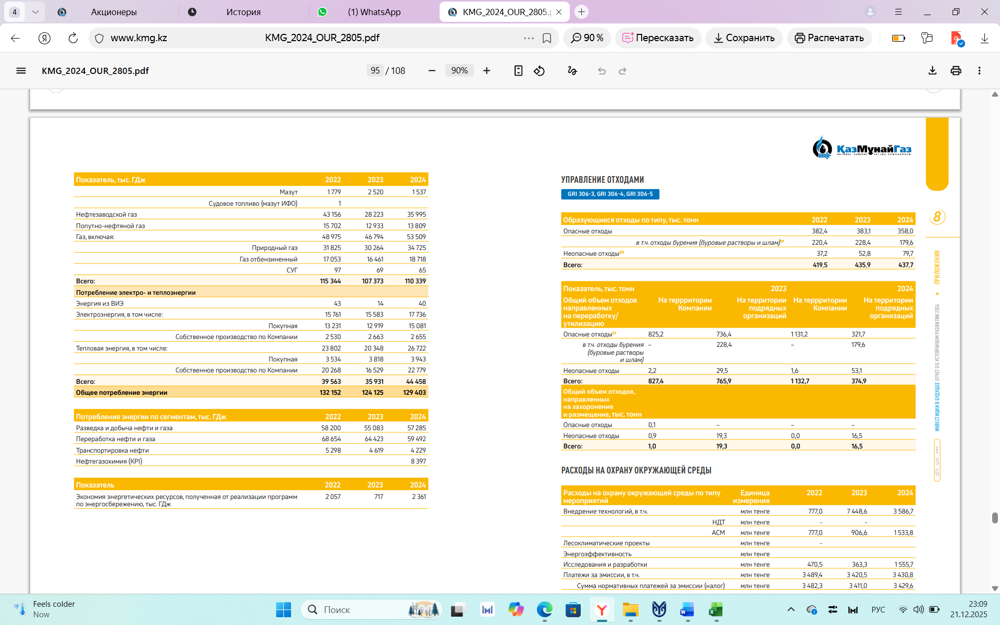 4
Акционеры
История
(1) WhatsApp
KMG_2024_OUR_2805.p
www.kmg.kz
KMG_2024_OUR_2805.pdf
90 %
Пересказать
Сохранить
Распечатать
KMG_2024_OUR_2805.pdf
95 / 108
90%
ҚазМұнайГаз
Показатель, тыс. ГДж 2022 2023 2024
Мазут 1 779 2 520 1 537
Судовое топливо (мазут ИФО) 1
Нефтезаводской газ 43 156 28 223 35 995
Попутно-нефтяной газ 15 702 12 933 13 809
Газ, включая: 48 975 46 794 53 509
Природный газ 31 825 30 264 34 725
Газ отбензиненный 17 053 16 461 18 718
СУГ 97 69 65
Всего: 115 344 107 373 110 339
Потребление электро- и теплоэнергии
Энергия из ВИЭ 43 14 40
Электроэнергия, в том числе: 15 761 15 583 17 736
Покупная 13 231 12 919 15 081
Собственное производство по Компании 2 530 2 663 2 655
Тепловая энергия, в том числе: 23 802 20 348 26 722
Покупная 3 534 3 818 3 943
Собственное производство по Компании 20 268 16 529 22 779
Всего: 39 563 35 931 44 458
Общее потребление энергии 132 152 124 125 129 403
Потребление энергии по сегментам, тыс. ГДж 2022 2023 2024
Разведка и добыча нефти и газа 58 200 55 083 57 285
Переработка нефти и газа 68 654 64 423 59 492
Транспортировка нефти 5 298 4 619 4 229
Нефтегазохимия (KPI) 8 397
Показатель 2022 2023 2024
Экономия энергетических ресурсов, полученная от реализации программ 2 057 717 2 361
по энергосбережению, тыс. ГДж
УПРАВЛЕНИЕ ОТХОДАМИ
GRI 306-3, GRI 306-4, GRI 306-5
Образующиеся отходы по типу, тыс. тонн 2022 2023 2024
Опасные отходы 382,4 383,1 358,0
в т.ч. отходы бурения (буровые растворы и шлам)19 220,4 228,4 179,6
Неопасные отходы20 37,2 52,8 79,7
Всего: 419,5 435,9 437,7
Показатель, тыс. тонн 2023 2024
Общий объем отходов На террритории На территории На террритории На территории
направленных Компании подрядных Компании подрядных
на переработку/ организаций организаций
утилизацию
Опасные отходы21 825,2 736,4 1 131,2 321,7
в т.ч. отходы бурения – 228,4 – 179,6
(буровые растворы
и шлам)
Неопасные отходы 2,2 29,5 1,6 53,1
Всего: 827,4 765,9 1 132,7 374,9
Общий объем отходов,
направленных
на захоронение
и размещение, тыс. тонн
Опасные отходы 0,1 – – –
Неопасные отходы 0,9 19,3 0,0 16,5
Всего: 1,0 19,3 0,0 16,5
РАСХОДЫ НА ОХРАНУ ОКРУЖАЮЩЕЙ СРЕДЫ
Расходы на охрану окружающей среды по типу Единица 2022 2023 2024
мероприятий измерения
Внедрение технологий, в т.ч. млн тенге 777,0 7 448,6 3 586,7
НДТ млн тенге - -
АСМ млн тенге 777,0 906,6 1 533,8
Лесоклиматические проекты млн тенге -
Энергоэффективность млн тенге
Исследования и разработки млн тенге 470,5 363,3 1 555,7
Платежи за эмиссии, в т.ч. млн тенге 3 489,4 3 420,5 3 430,8
Сумма нормативных платежей за эмиссии (налог) млн тенге 3 482,3 3 411,0 3 429,6
8
ИНВЕСТИЦИИ В БУДУЩЕЕ ОТЧЕТ ОБ УСТОЙЧИВОМ РАЗВИТИИ 2024 • ПРИЛОЖЕНИЯ
E
S
G
Feels colder
Now
Поиск
РУС
23:09
21.12.2025